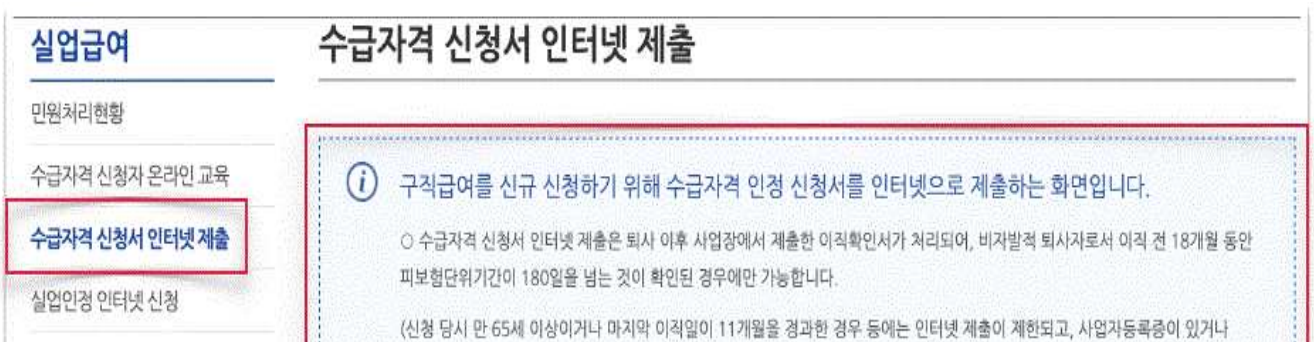 실업급여
수급자격 신청서 인터넷 제출
민원처리현황
수급자격 신청자 온라인 교육
수급자격 신청서 인터넷 제출
실업인정 인터넷 신청
구직급여를 신규 신청하기 위해 수급자격 인정 신청서를 인터넷으로 제출하는 화면입니다.
○ 수급자격 신청서 인터넷 제출은 퇴사 이후 사업장에서 제출한 이직확인서가 처리되어, 비자발적 퇴사자로서 이직 전 18개월 동안
피보험단위기간이 180일을 넘는 것이 확인된 경우에만 가능합니다.
(신청 당시 만 65세 이상이거나 마지막 이직일이 11개월을 경과한 경우 등에는 인터넷 제출이 제한되고, 사업자등록증이 있거나